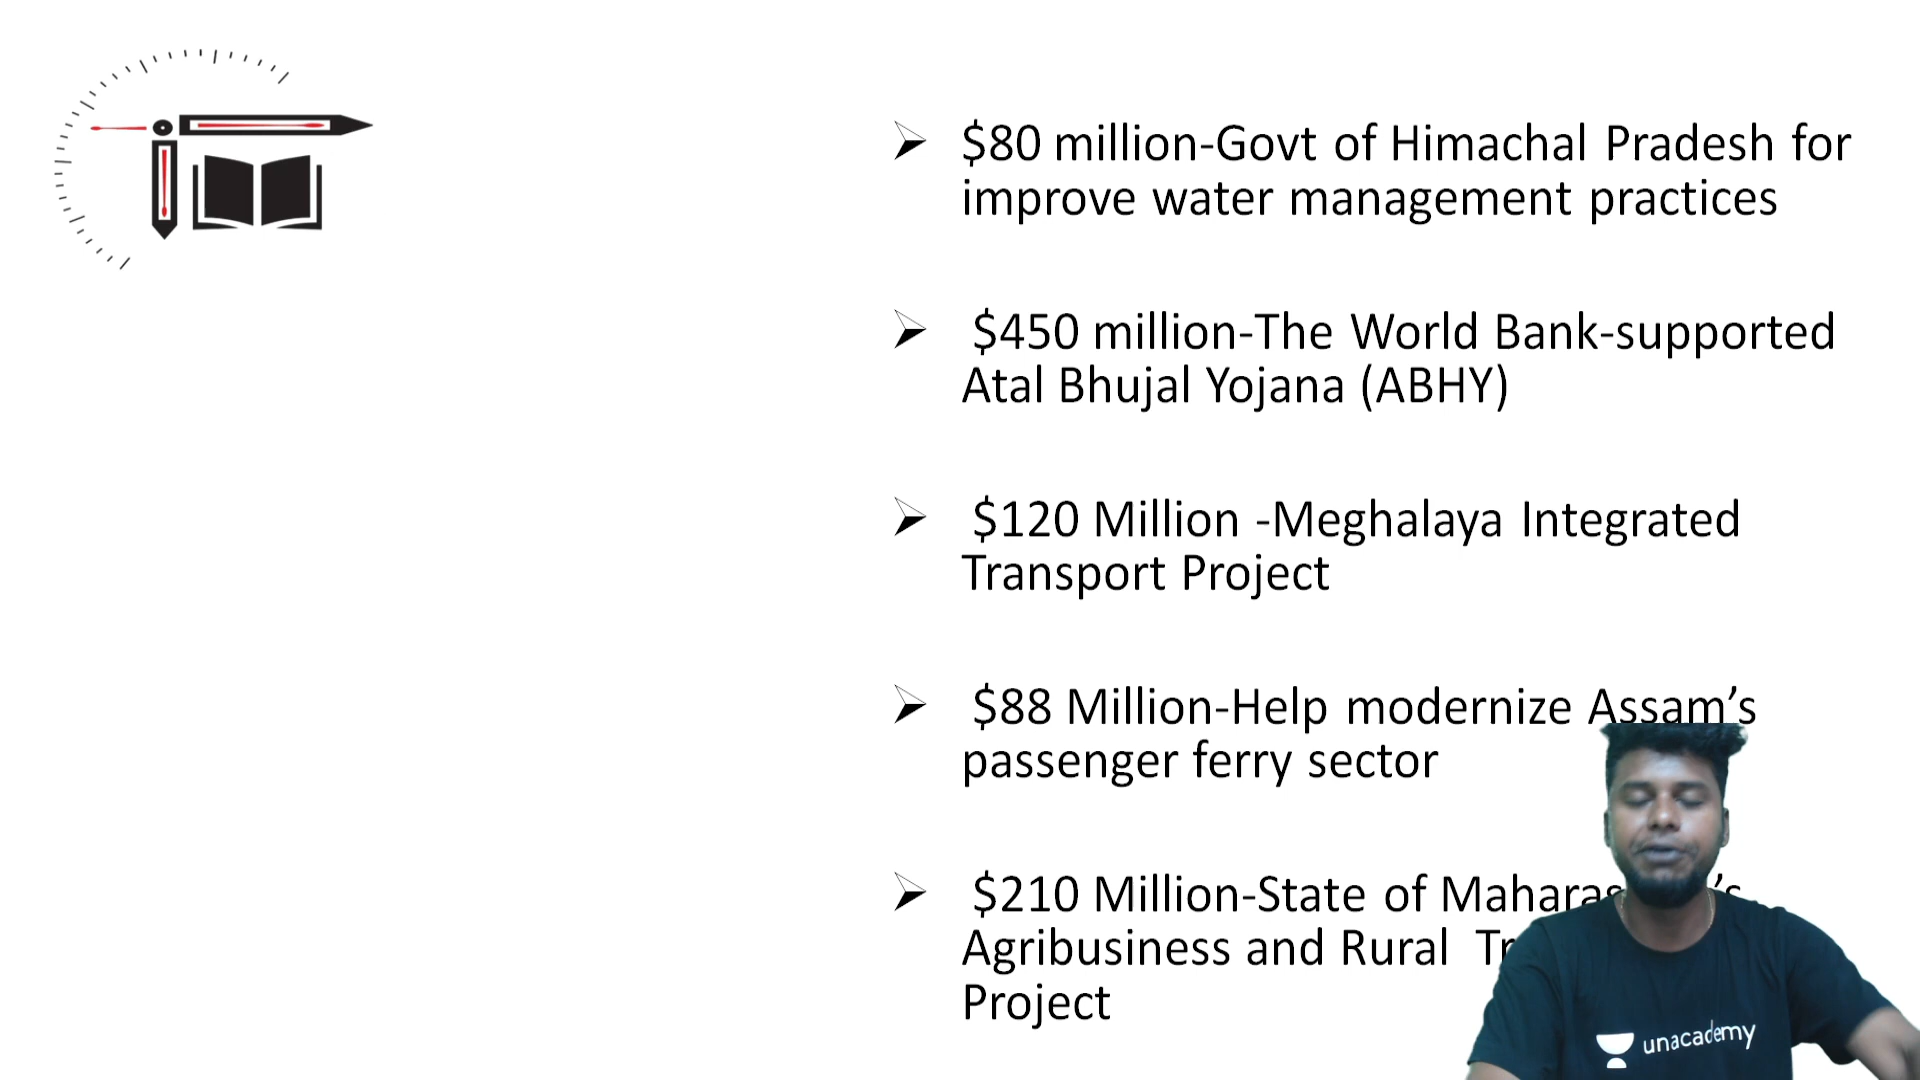 $80 million-Govt of Himachal Pradesh for
improve water management practices
$450 million-The World Bank-supported
Atal Bhujal Yojana (ABHY)
$120 Million -Meghalaya Integrated
Transport Project
$88 Million-Help modernize Assam’s
passenger ferry sector
$210 Million-State of
Agribusiness and Rural
Project
unacademy